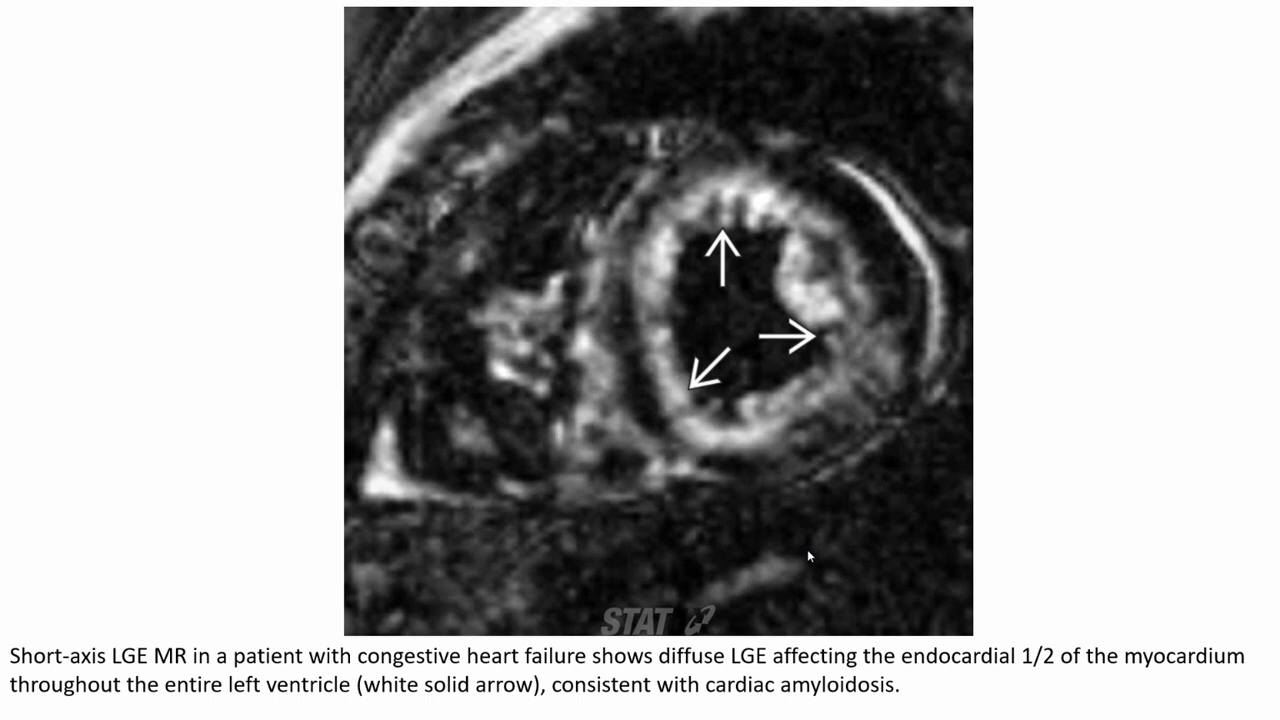 STAT
Short-axis LGE MR in a patient with congestive heart failure shows diffuse LGE affecting the endocardial 1/2 of the myocardium
throughout the entire left ventricle (white solid arrow), consistent with cardiac amyloidosis.